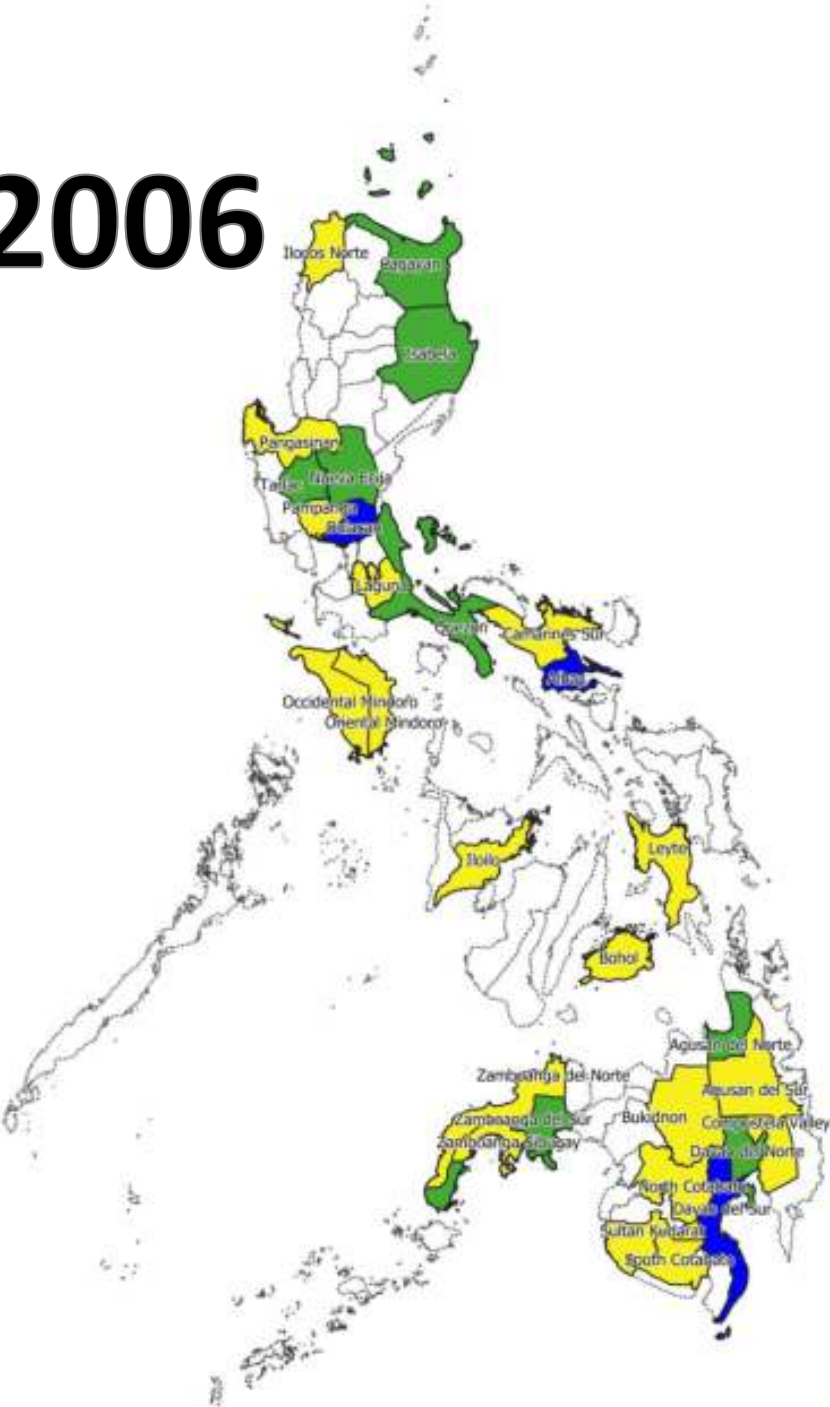 2006
Ilocos Norte
Cagayan
Isabela
Pangasinan
Nueva Ecija
Tarlac
Pampanga
Bulacan
Laguna
Quezon
Camarines Sur
Albay
Occidental Mindoro
Oriental Mindoro
Iloilo
Leyte
Bohol
Agusan del Norte
Zamboanga del Norte
Agusan del Sur
Zamboanga del Sur
Bukidnon
Compostela Valley
Zamboanga Sibugay
Davao del Norte
North Cotabato
Davao del Sur
Sultan Kudarat
South Cotabato